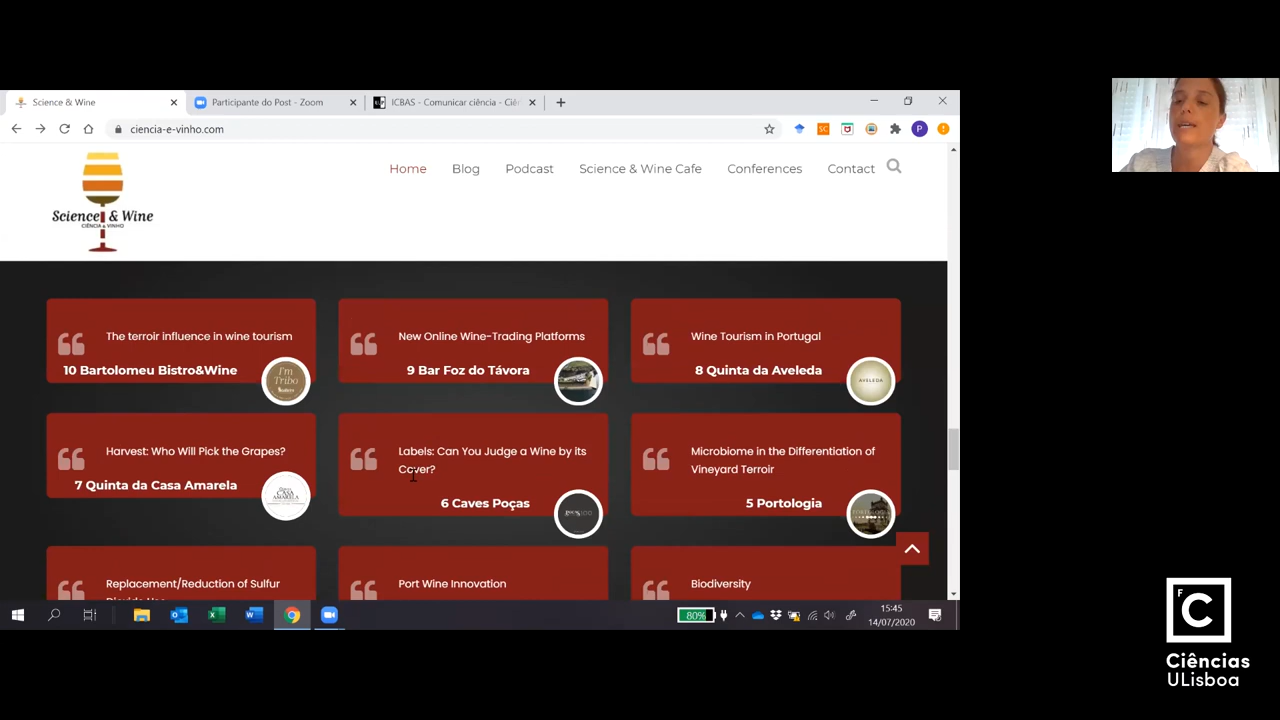 Science & Wine
Participante do Post - Zoom
ICBAS - Comunicar ciência - Ciê
ciencia-e-vinho.com
SC
P
Science & Wine
CIÊNCIA & VINHO
Home
Blog
Podcast
Science & Wine Cafe
Conferences
Contact
The terroir influence in wine tourism
10 Bartolomeu Bistro&Wine
I'm
Tribo
New Online Wine-Trading Platforms
9 Bar Foz do Távora
Wine Tourism in Portugal
8 Quinta da Aveleda
AVELEDA
Harvest: Who Will Pick the Grapes?
7 Quinta da Casa Amarela
CASA
AMARELA
Labels: Can You Judge a Wine by its
Cover?
6 Caves Poças
Microbiome in the Differentiation of
Vineyard Terroir
5 Portologia
Replacement/Reduction of Sulfur
Port Wine Innovation
Biodiversity
80%
15:45
14/07/2020
F
C
Ciências
ULisboa